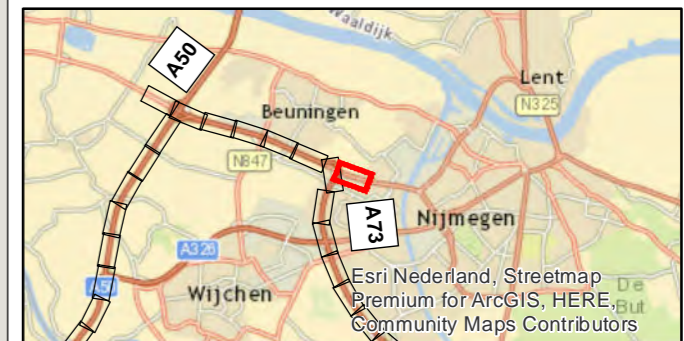 Waaldijk
A50
Lent
N325
Beuningen
N847
A73
Nijmegen
A326
Esri Nederland, Streetmap
Premium for ArcGIS, HERE,
Community Maps Contributors
De
But
Wijchen